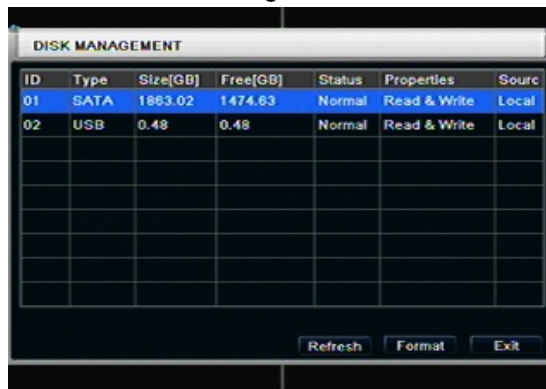 DISK MANAGEMENT
ID Type Size[GB] Free[GB] Status Properties Sourc
01 SATA 1863.02 1474.63 Normal Read & Write Local
02 USB 0.48 0.48 Normal Read & Write Local
Refresh Format Exit